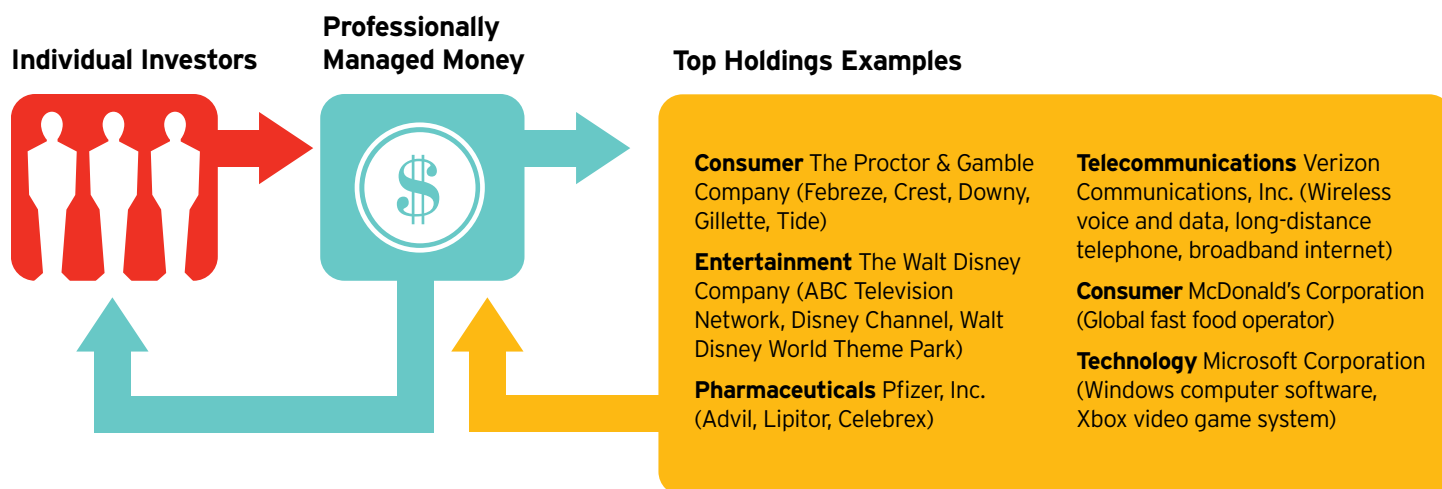 Individual Investors
Professionally
Managed Money
$
Top Holdings Examples
Consumer The Proctor & Gamble
Company (Febreze, Crest, Downy,
Gillette, Tide)
Entertainment The Walt Disney
Company (ABC Television
Network, Disney Channel, Walt
Disney World Theme Park)
Pharmaceuticals Pfizer, Inc.
(Advil, Lipitor, Celebrex)
Telecommunications Verizon
Communications, Inc. (Wireless
voice and data, long-distance
telephone, broadband internet)
Consumer McDonald's Corporation
(Global fast food operator)
Technology Microsoft Corporation
(Windows computer software,
Xbox video game system)